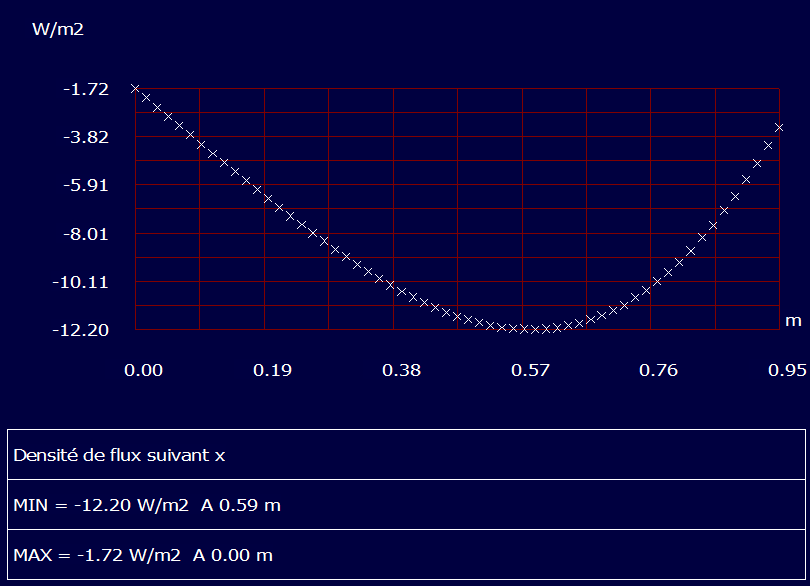 W/m2
-1.72
-3.82
-5.91
-8.01
-10.11
-12.20
m
0.00 0.19 0.38 0.57 0.76 0.95
Densité de flux suivant x
MIN = -12.20 W/m2 A 0.59 m
MAX = -1.72 W/m2 A 0.00 m